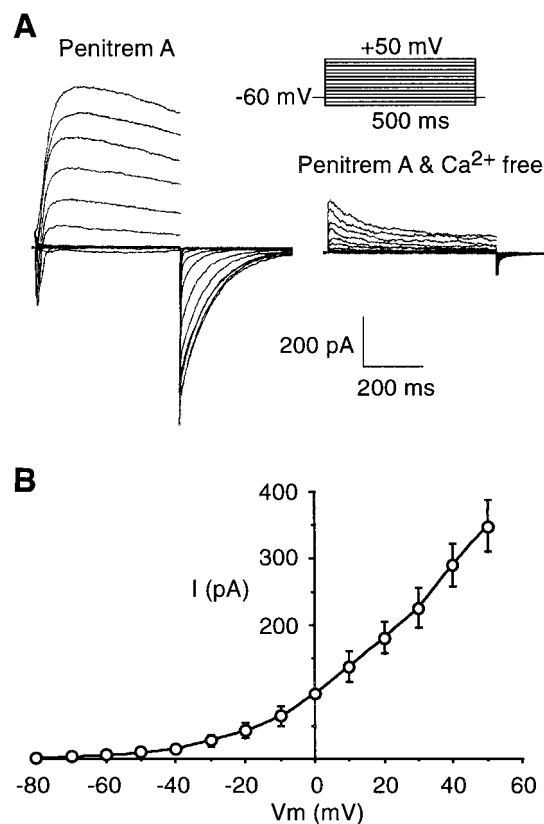 A
Penitrem A
+50 mV
-60 mV
500 ms
Penitrem A & Ca2+ free
200 pA
200 ms
B
400
300
I (pA)
200
-80 -60 -40 -20 0 20 40 60
Vm (mV)